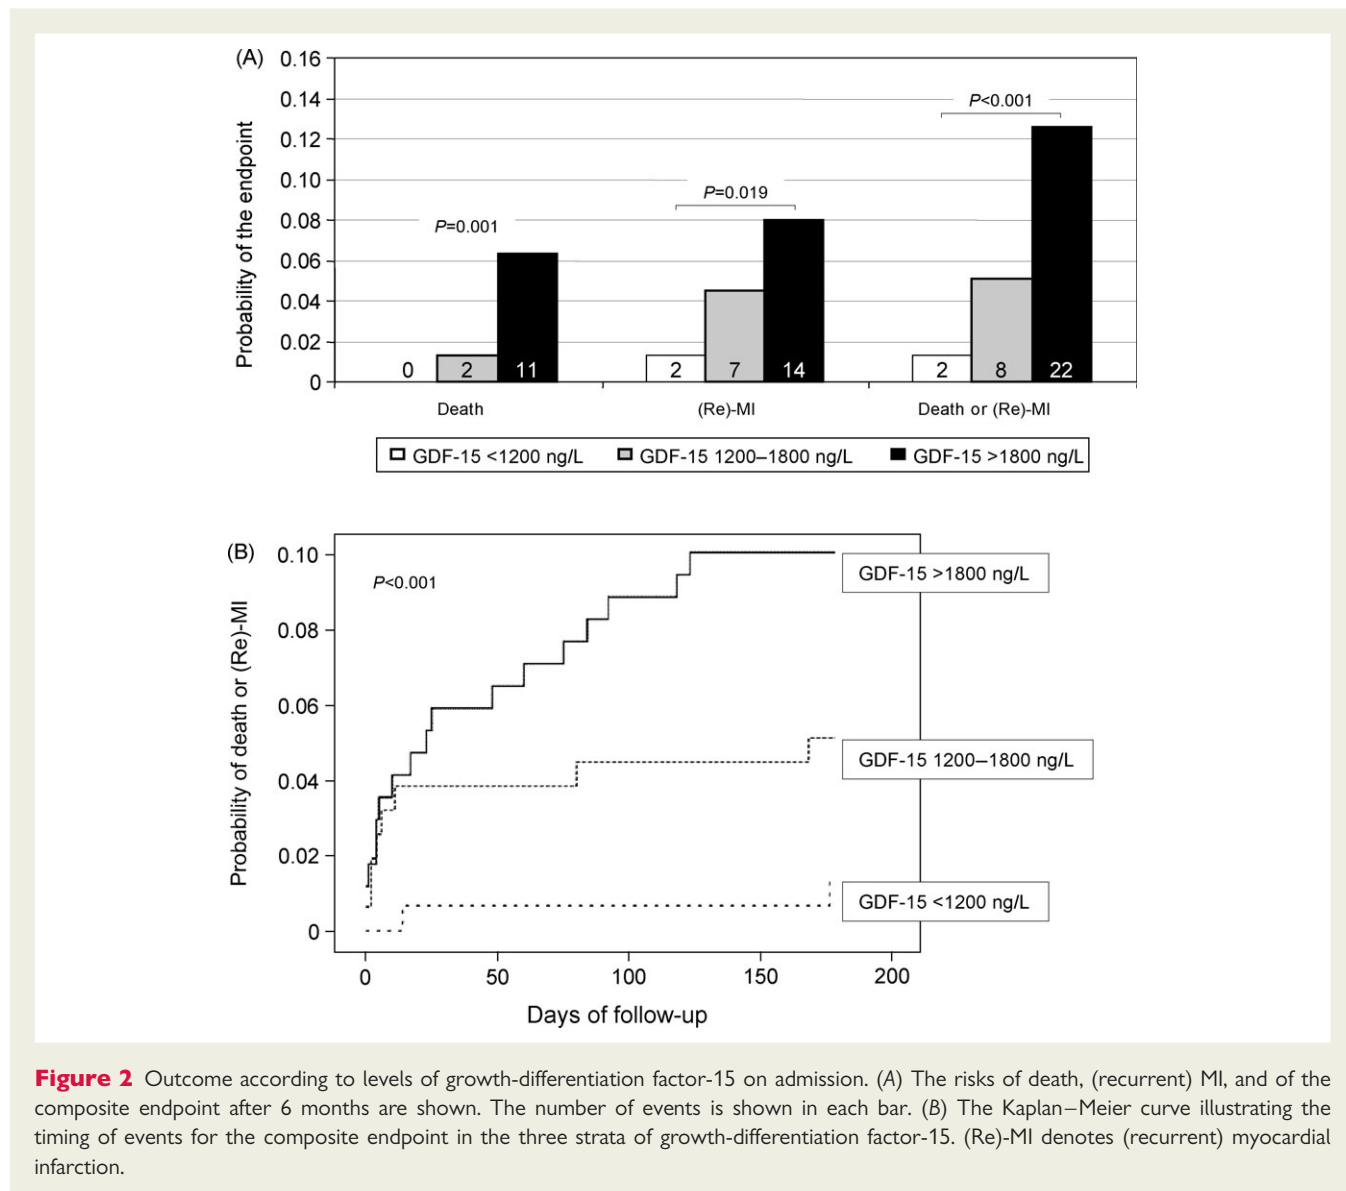 (A)
0.16
0.14
0.12
0.10
0.08
0.06
0.04
0.02
0
Probability of the endpoint
P=0.001
P=0.019
P<0.001
0 2 11 2 7 14 2 8 22
Death (Re)-MI Death or (Re)-MI
GDF-15 <1200 ng/L GDF-15 1200–1800 ng/L GDF-15 >1800 ng/L
(B)
0.10
0.08
0.06
0.04
0.02
0
Probability of death or (Re)-MI
P<0.001
GDF-15 >1800 ng/L
GDF-15 1200–1800 ng/L
GDF-15 <1200 ng/L
0 50 100 150 200
Days of follow-up
Figure 2 Outcome according to levels of growth-differentiation factor-15 on admission. (A) The risks of death, (recurrent) MI, and of the
composite endpoint after 6 months are shown. The number of events is shown in each bar. (B) The Kaplan–Meier curve illustrating the
timing of events for the composite endpoint in the three strata of growth-differentiation factor-15. (Re)-MI denotes (recurrent) myocardial
infarction.